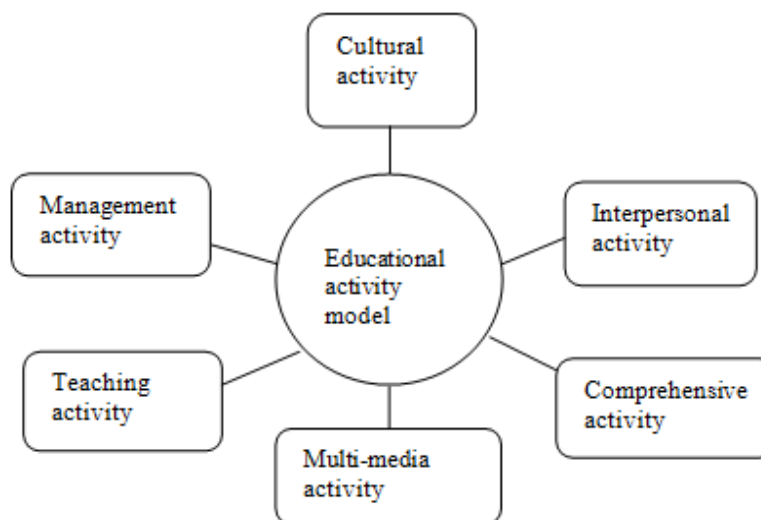 Cultural
activity
Management
activity
Interpersonal
activity
Educational
activity
model
Teaching
activity
Comprehensive
activity
Multi-media
activity